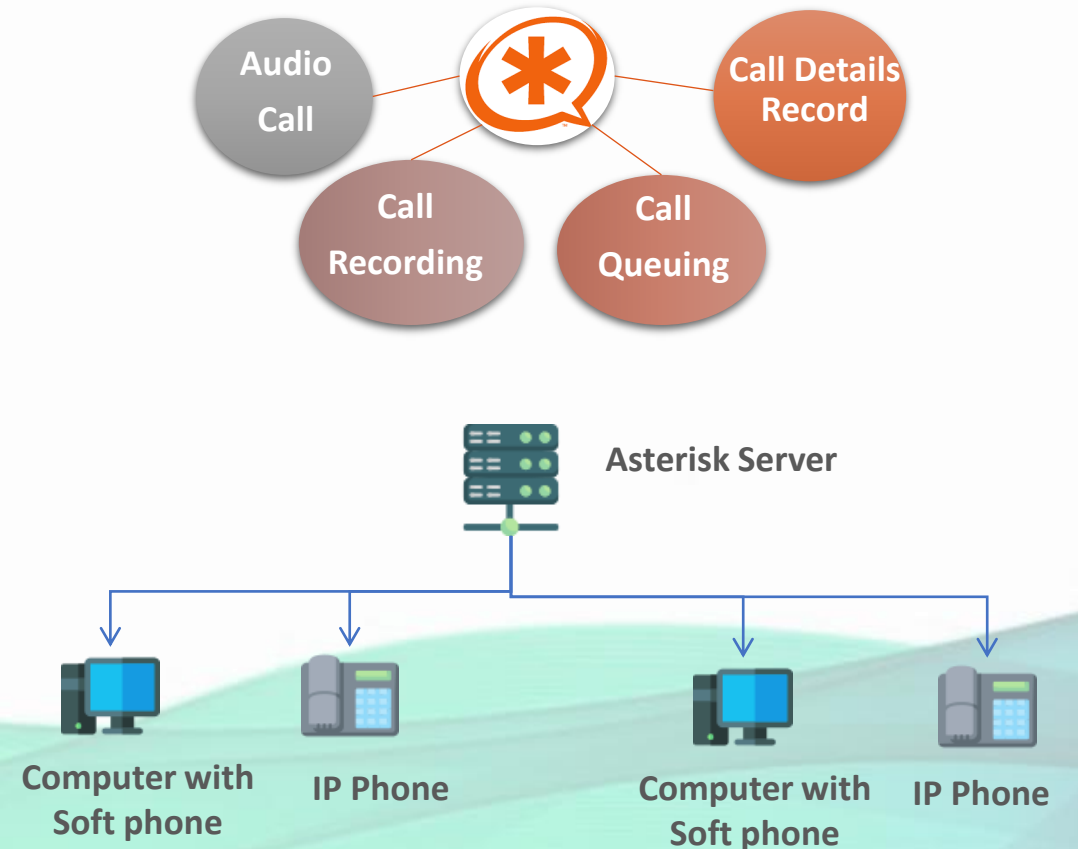 Audio
Call
Call Details
Record
Call
Recording
Call
Queuing
Asterisk Server
Computer with
Soft phone
IP Phone
Computer with
Soft phone
IP Phone